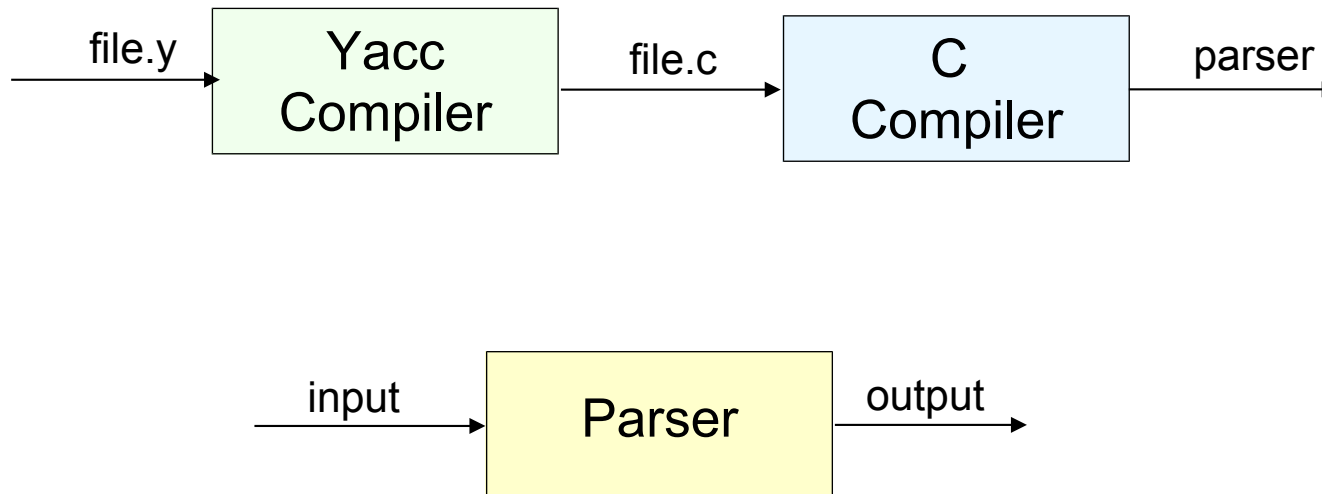 file.y
Yacc
Compiler
file.c
C
Compiler
parser
input
Parser
output